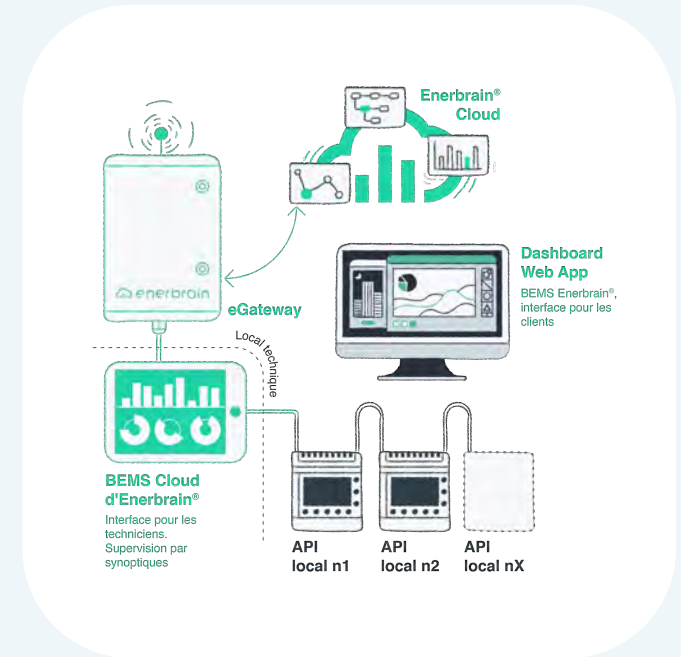 Enerbrain®
Cloud
enerbrain
eGateway
Dashboard
Web App
BEMS Enerbrain®,
interface pour les
clients
Local technique
BEMS Cloud
d'Enerbrain®
Interface pour les
techniciens.
Supervision par
synoptiques
API
local n1
API
local n2
API
local nX